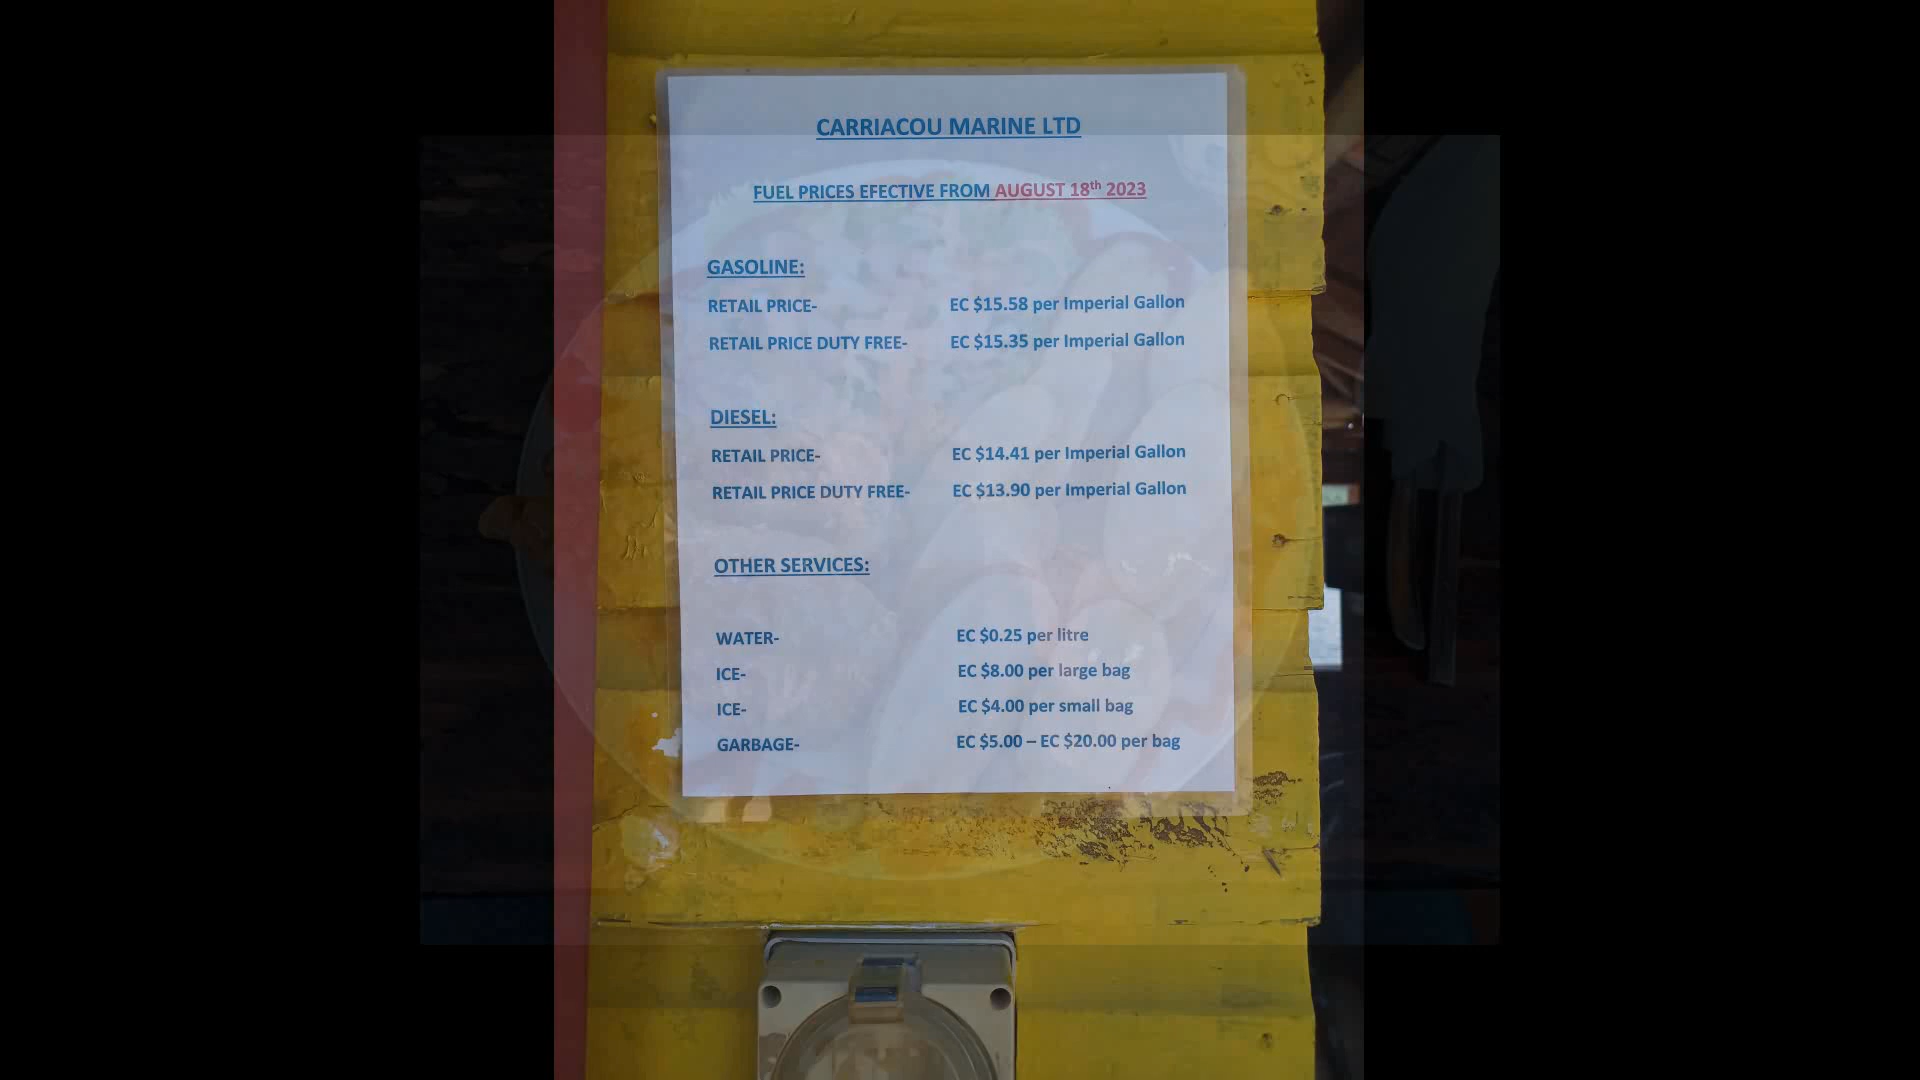 CARRIACOU MARINE LTD
FUEL PRICES EFECTIVE FROM AUGUST 18th 2023
GASOLINE:
RETAIL PRICE- EC $15.58 per Imperial Gallon
RETAIL PRICE DUTY FREE- EC $15.35 per Imperial Gallon
DIESEL:
RETAIL PRICE- EC $14.41 per Imperial Gallon
RETAIL PRICE DUTY FREE- EC $13.90 per Imperial Gallon
OTHER SERVICES:
WATER- EC $0.25 per litre
ICE- EC $8.00 per large bag
ICE- EC $4.00 per small bag
GARBAGE- EC $5.00 – EC $20.00 per bag